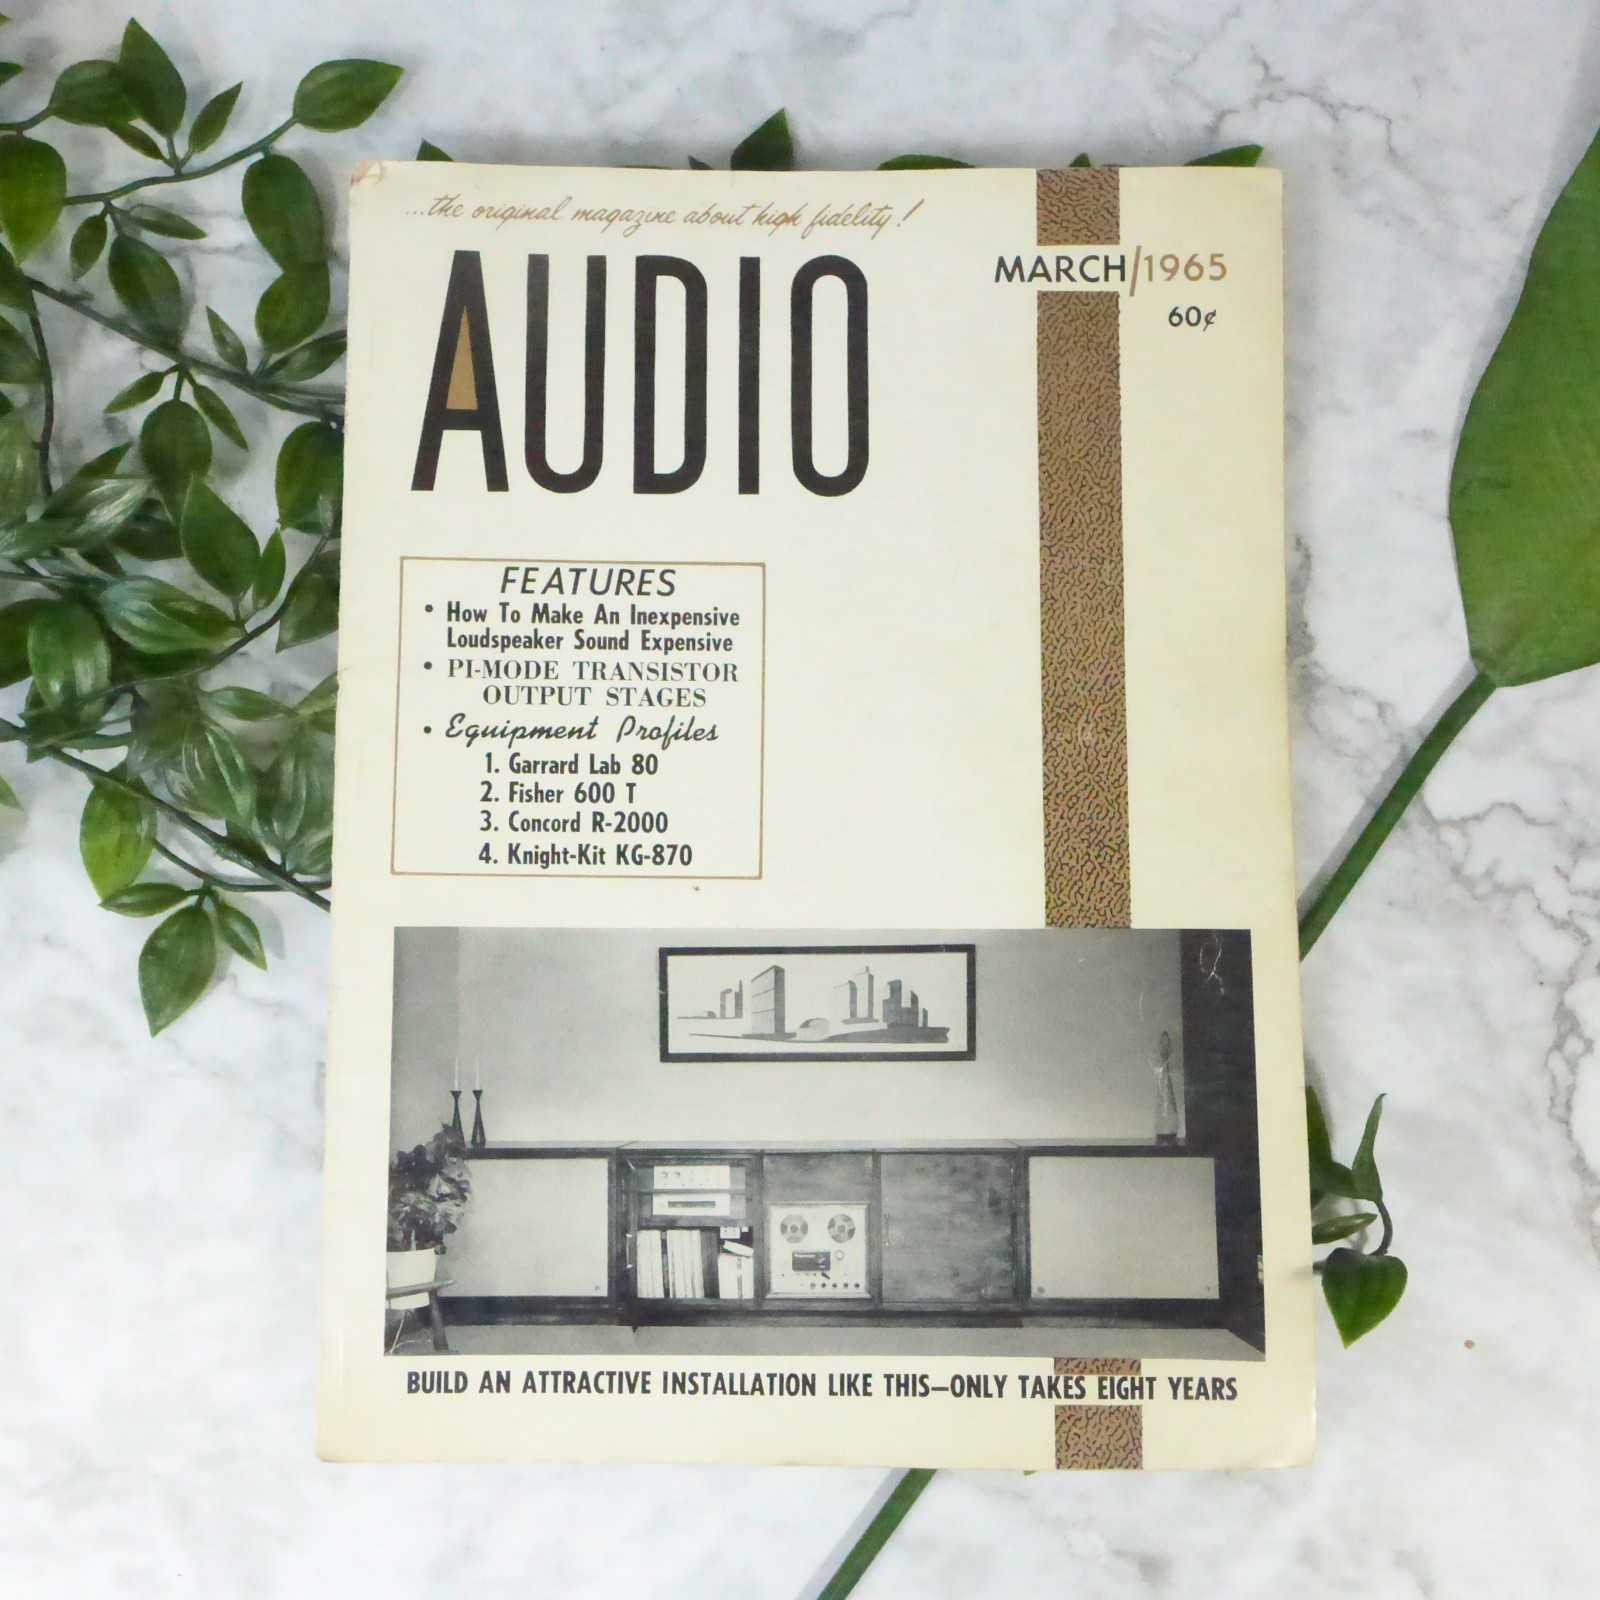 ...the original magazine about high fidelity!
AUDIO
MARCH/1965
60¢
FEATURES
• How To Make An Inexpensive
Loudspeaker Sound Expensive
• PI-MODE TRANSISTOR
OUTPUT STAGES
• Equipment Profiles
1. Garrard Lab 80
2. Fisher 600 T
3. Concord R-2000
4. Knight-Kit KG-870
BUILD AN ATTRACTIVE INSTALLATION LIKE THIS—ONLY TAKES EIGHT YEARS